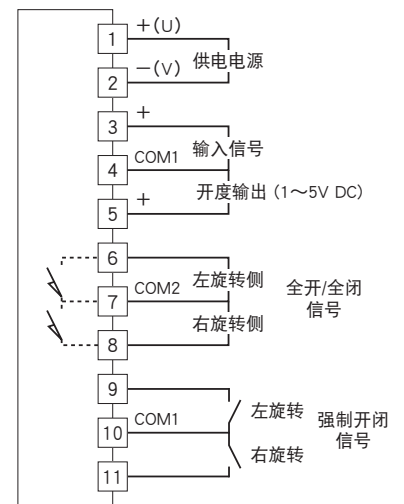 1 +(U)
供电电源
2 −(V)
3 +
输入信号
4 COM1
开度输出 (1～5V DC)
5 +
6
左旋转侧
7 COM2
全开/全闭
信号
右旋转侧
8
9
左旋转
10 COM1
强制开闭
信号
右旋转
11